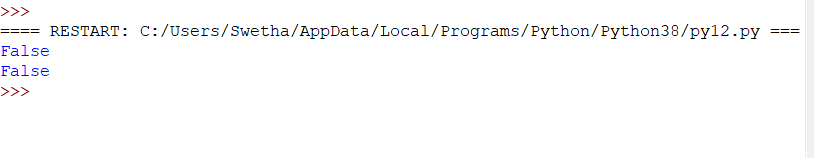 >>>
==== RESTART: C:/Users/Swetha/AppData/Local/Programs/Python/Python38/py12.py ===
False
False
>>>